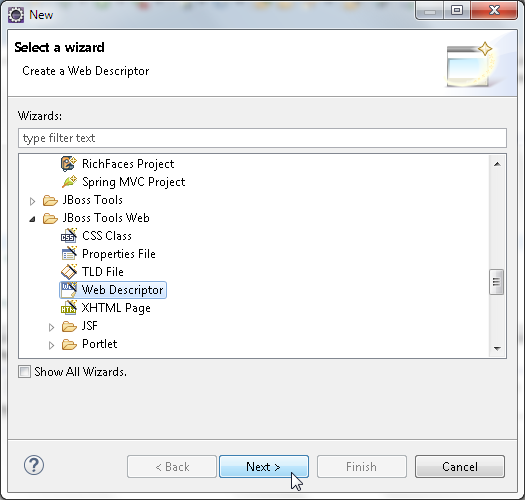 New
Select a wizard
Create a Web Descriptor
Wizards:
type filter text
RichFaces Project
Spring MVC Project
JBoss Tools
JBoss Tools Web
CSS Class
Properties File
TLD File
Web Descriptor
XHTML Page
JSF
Portlet
Show All Wizards.
? < Back Next > Finish Cancel